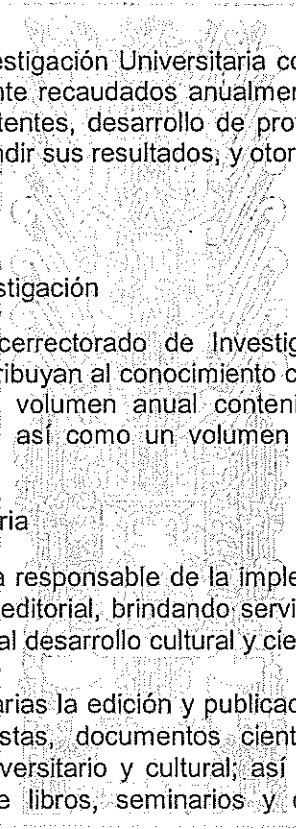 estigación Universitaria co
nte recaudados anualmer
tentes, desarrollo de pro
ndir sus resultados, y otor
stigación
cerrectorado de Investig
ribuyan al conocimiento c
volumen anual conteni
así como un volumen
ria
a responsable de la imple
editorial, brindando servi
al desarrollo cultural y cie
arias la edición y publicac
stas, documentos cient
versitario y cultural; así
e libros, seminarios y c